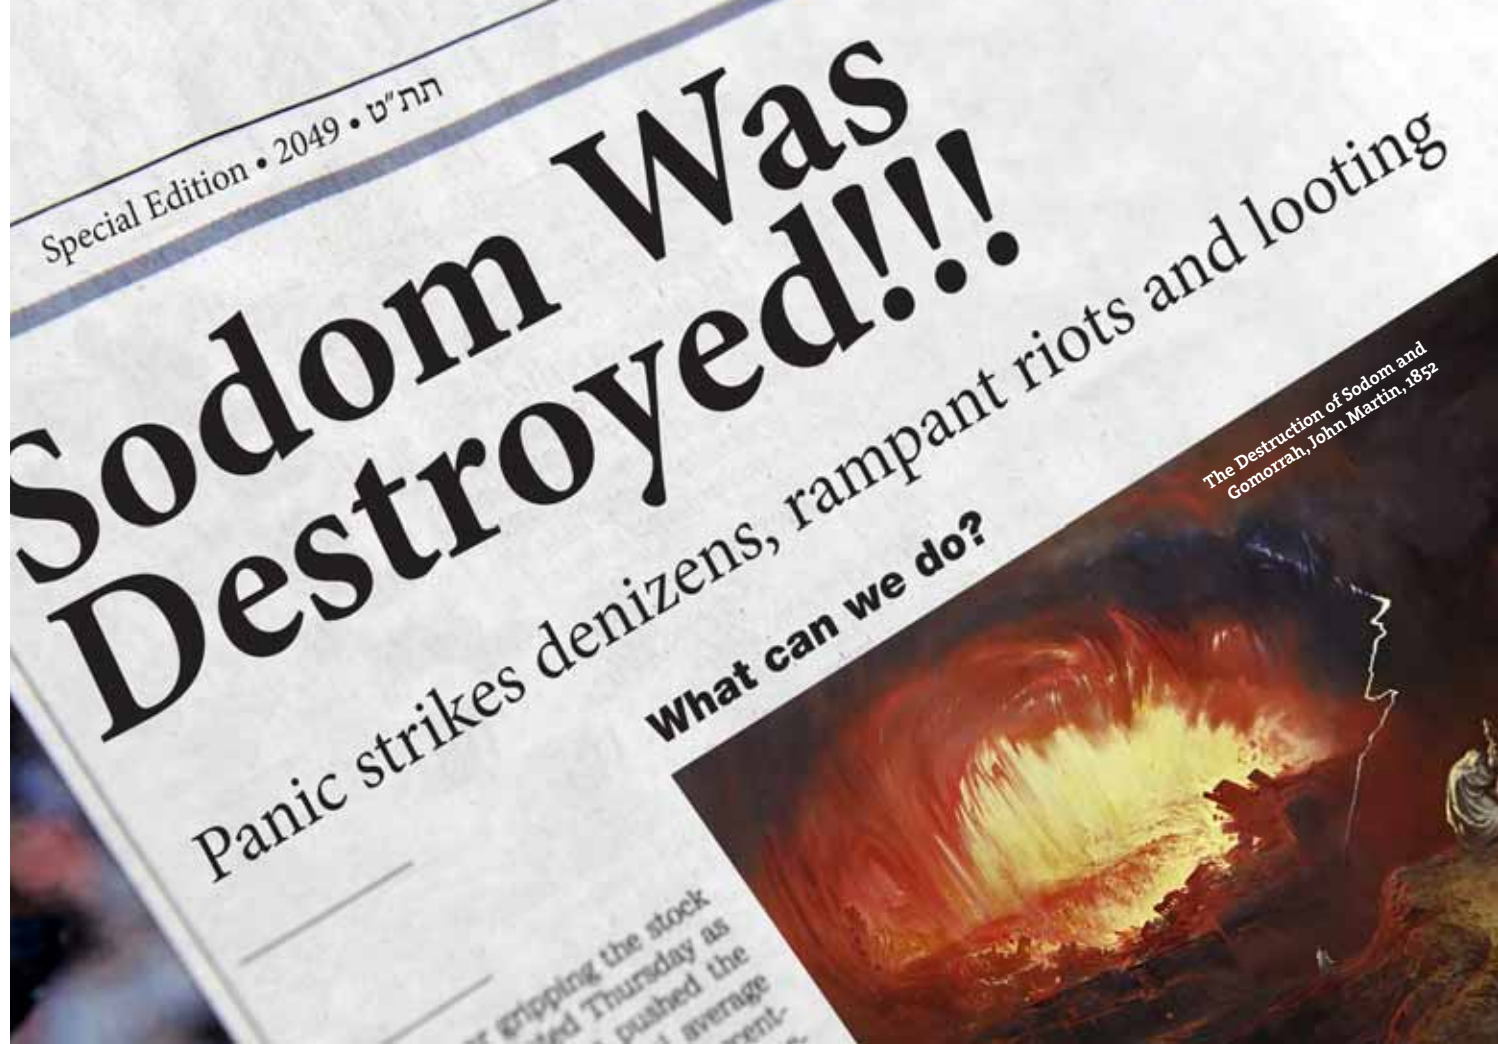 Special Edition • 2049 • תת״ט
Sodom Was
Destroyed!!!
Panic strikes denizens, rampant riots and looting
What can we do?
The Destruction of Sodom and
Gomorrah, John Martin, 1852
gripping the stock
Thursday as
pushed the
average